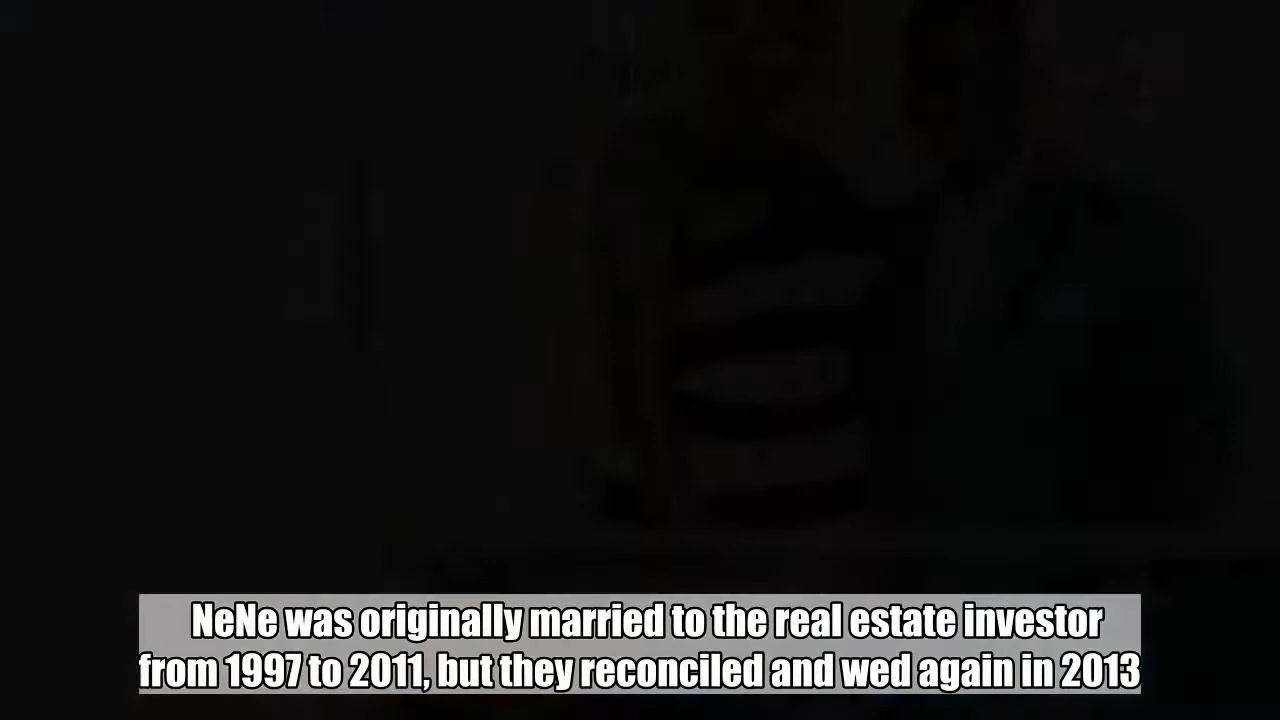 NeNe was originally married to the real estate investor
from 1997 to 2011, but they reconciled and wed again in 2013